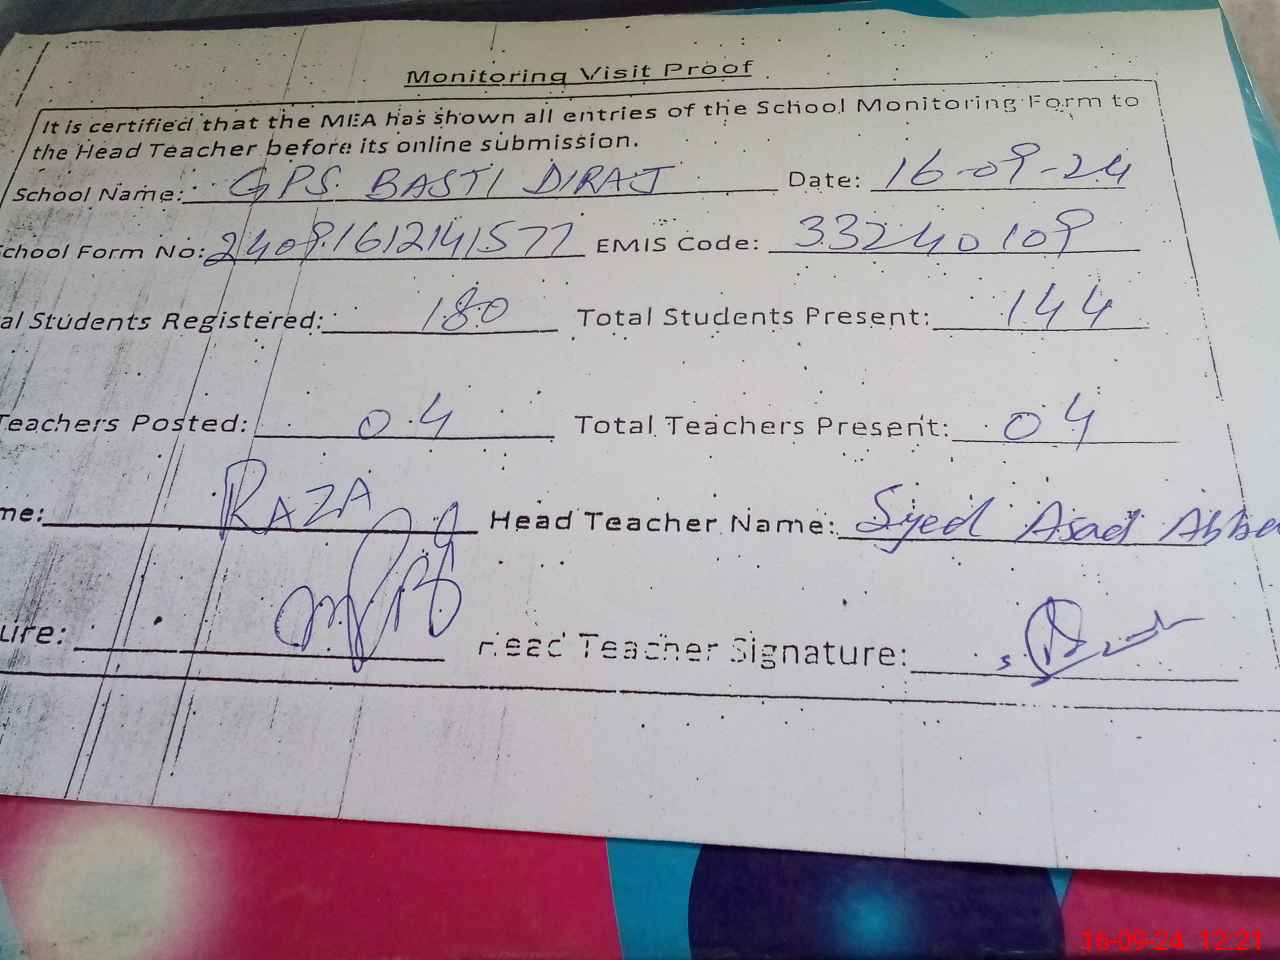 Monitoring Visit Proof
It is certified that the MEA has shown all entries of the School Monitoring Form to
the Head Teacher before its online submission.
School Name: GPS BASTI DIRAJ Date: 16-09-24
chool Form No: 24091612141577 EMIS Code: 33240109
al Students Registered: 180 Total Students Present: 144
Teachers Posted: 04 Total Teachers Present: 04
me: RAZA Head Teacher Name: Syed Asad Abba
ure: Head Teacher Signature:
16-09-24 12:21